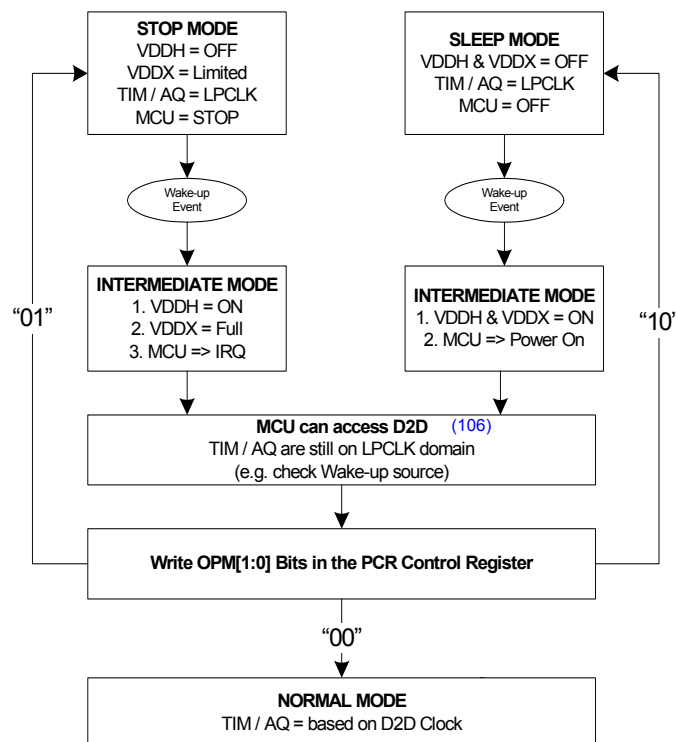 STOP MODE
VDDH = OFF
VDDX = Limited
TIM / AQ = LPCLK
MCU = STOP
SLEEP MODE
VDDH & VDDX = OFF
TIM / AQ = LPCLK
MCU = OFF
Wake-up
Event
Wake-up
Event
INTERMEDIATE MODE
1. VDDH = ON
2. VDDX = Full
3. MCU => IRQ
INTERMEDIATE MODE
1. VDDH & VDDX = ON
2. MCU => Power On
“01”
“10’
MCU can access D2D (106)
TIM / AQ are still on LPCLK domain
(e.g. check Wake-up source)
Write OPM[1:0] Bits in the PCR Control Register
“00”
NORMAL MODE
TIM / AQ = based on D2D Clock